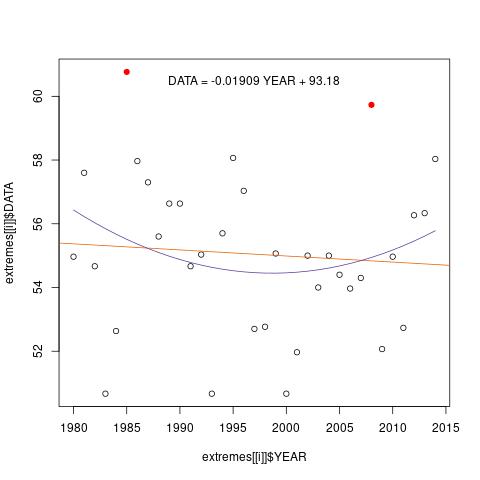 DATA = -0.01909 YEAR + 93.18
extremes[[i]]$DATA
60
58
56
54
52
1980 1985 1990 1995 2000 2005 2010 2015
extremes[[i]]$YEAR